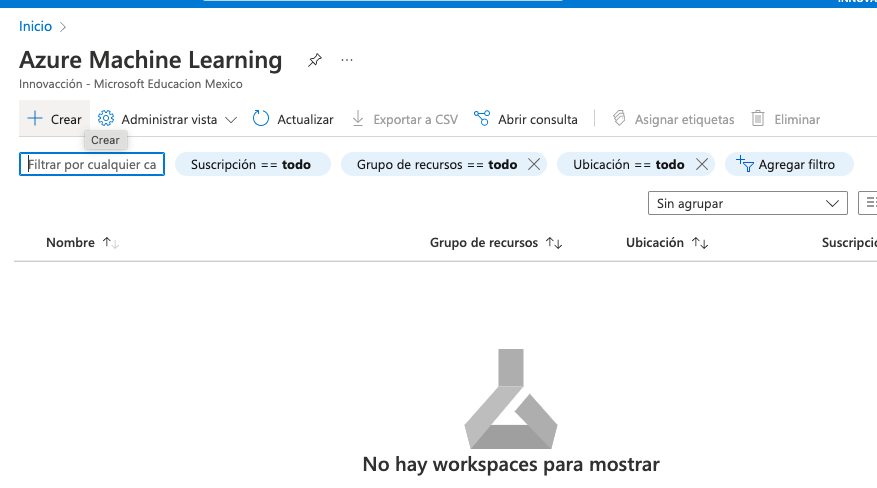 Inicio
Azure Machine Learning
Innovacción - Microsoft Educacion Mexico
Crear Administrar vista Actualizar Exportar a CSV Abrir consulta Asignar etiquetas Eliminar
Crear
Filtrar por cualquier ca Suscripción == todo Grupo de recursos == todo Ubicación == todo Agregar filtro
Sin agrupar
Nombre Grupo de recursos Ubicación Suscripci
No hay workspaces para mostrar